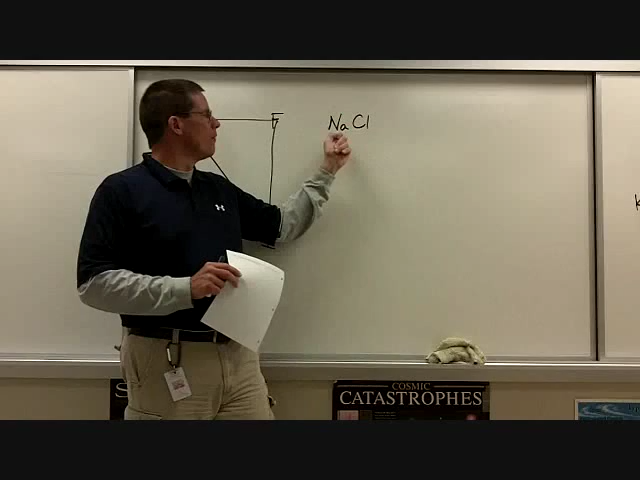 F
NaCl
K
S
COSMIC
CATASTROPHES